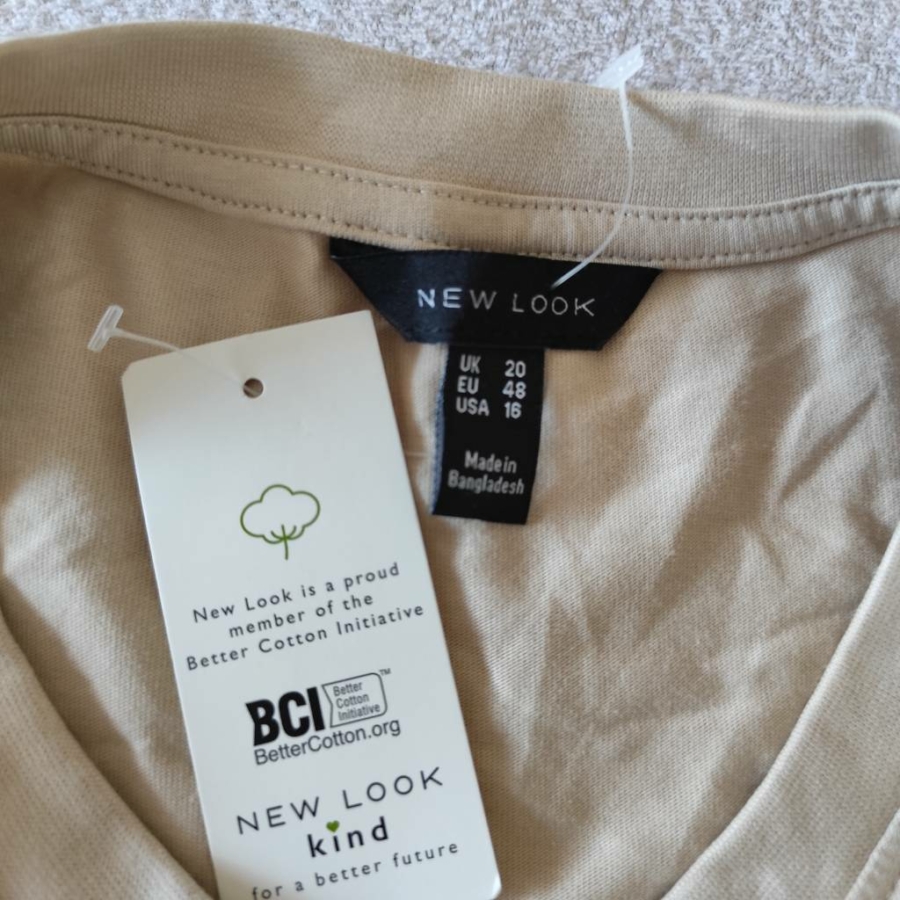 NEW LOOK
UK 20
EU 48
USA 16
Made in
Bangladesh
New Look is a proud
member of the
Better Cotton Initiative
BCI
Better
Cotton
Initiative
TM
BetterCotton.org
NEW LOOK
kind
for a better future